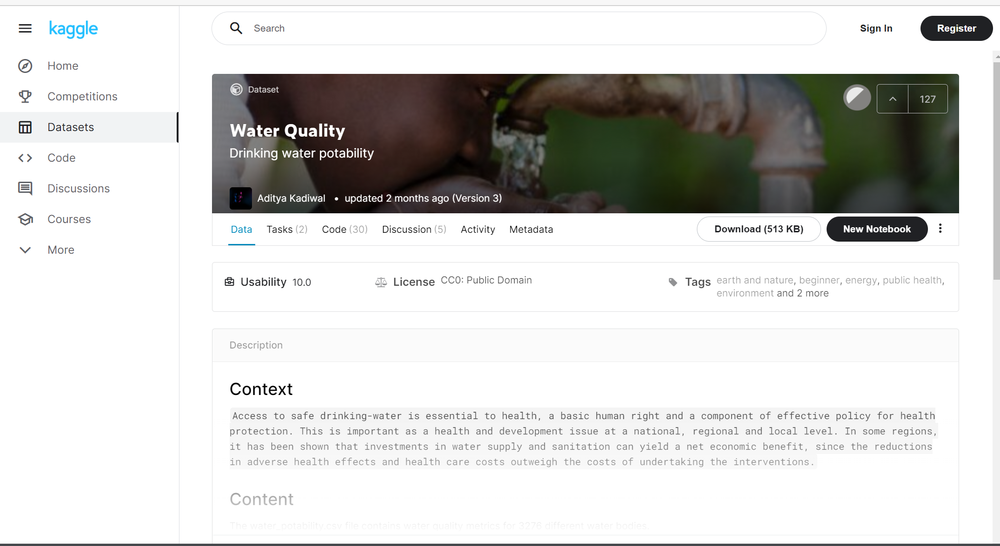 kaggle
Search
Sign In
Register
Home
Competitions
Datasets
Code
Discussions
Courses
More
Dataset
127
Water Quality
Drinking water potability
Aditya Kadiwal • updated 2 months ago (Version 3)
Data Tasks (2) Code (30) Discussion (5) Activity Metadata
Download (513 KB)
New Notebook
Usability 10.0
License CC0: Public Domain
Tags earth and nature, beginner, energy, public health,
environment and 2 more
Description
Context
Access to safe drinking-water is essential to health, a basic human right and a component of effective policy for health
protection. This is important as a health and development issue at a national, regional and local level. In some regions,
it has been shown that investments in water supply and sanitation can yield a net economic benefit, since the reductions
in adverse health effects and health care costs outweigh the costs of undertaking the interventions.
Content
The water_potability.csv file contains water quality metrics for 3276 different water bodies.